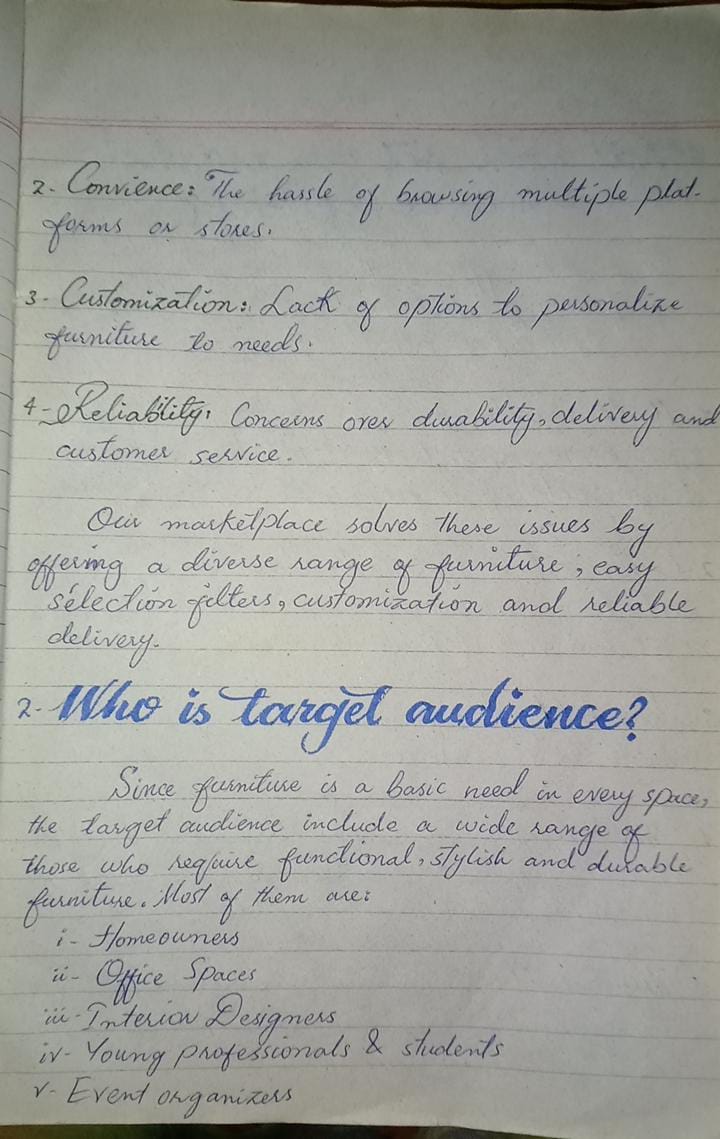 2- Convience: The hassle of browsing multiple plat-
forms or stores.
3- Customization: Lack of options to personalize
furniture to needs.
4- Reliability: Concerns over durability, delivery and
customer service.
Our marketplace solves these issues by
offering a diverse range of furniture, easy
selection filters, customization and reliable
delivery.
2- Who is target audience?
Since furniture is a basic need in every space,
the target audience include a wide range of
those who require functional, stylish and durable
furniture. Most of them are:
i- Homeowners
ii- Office Spaces
iii- Interior Designers
iv- Young professionals & students
v- Event organizers